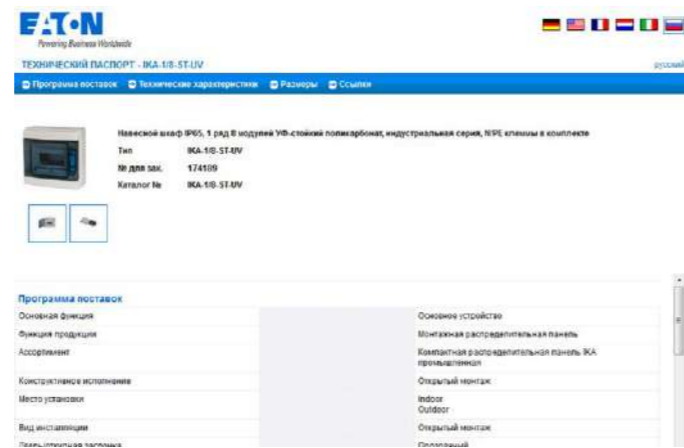 EATON
Powering Business Worldwide
ТЕХНИЧЕСКИЙ ПАСПОРТ - IKA-1/8-ST-UV
русский
Программа поставок Технические характеристики Размеры Ссылки
Навесной шкаф IP65, 1 ряд 8 модулей УФ-стойкий поликарбонат, индустриальная серия, N/PE клеммы в комплекте
Тип IKA-1/8-ST-UV
№ для зак. 174189
Каталог № IKA-1/8-ST-UV
Программа поставок
Основная функция Основное устройство
Функция продукции Монтажная распределительная панель
Ассортимент Компактная распределительная панель IKA
промышленная
Конструктивное исполнение Открытый монтаж
Место установки Indoor
Outdoor
Вид инсталляции Открытый монтаж
Прозрачный